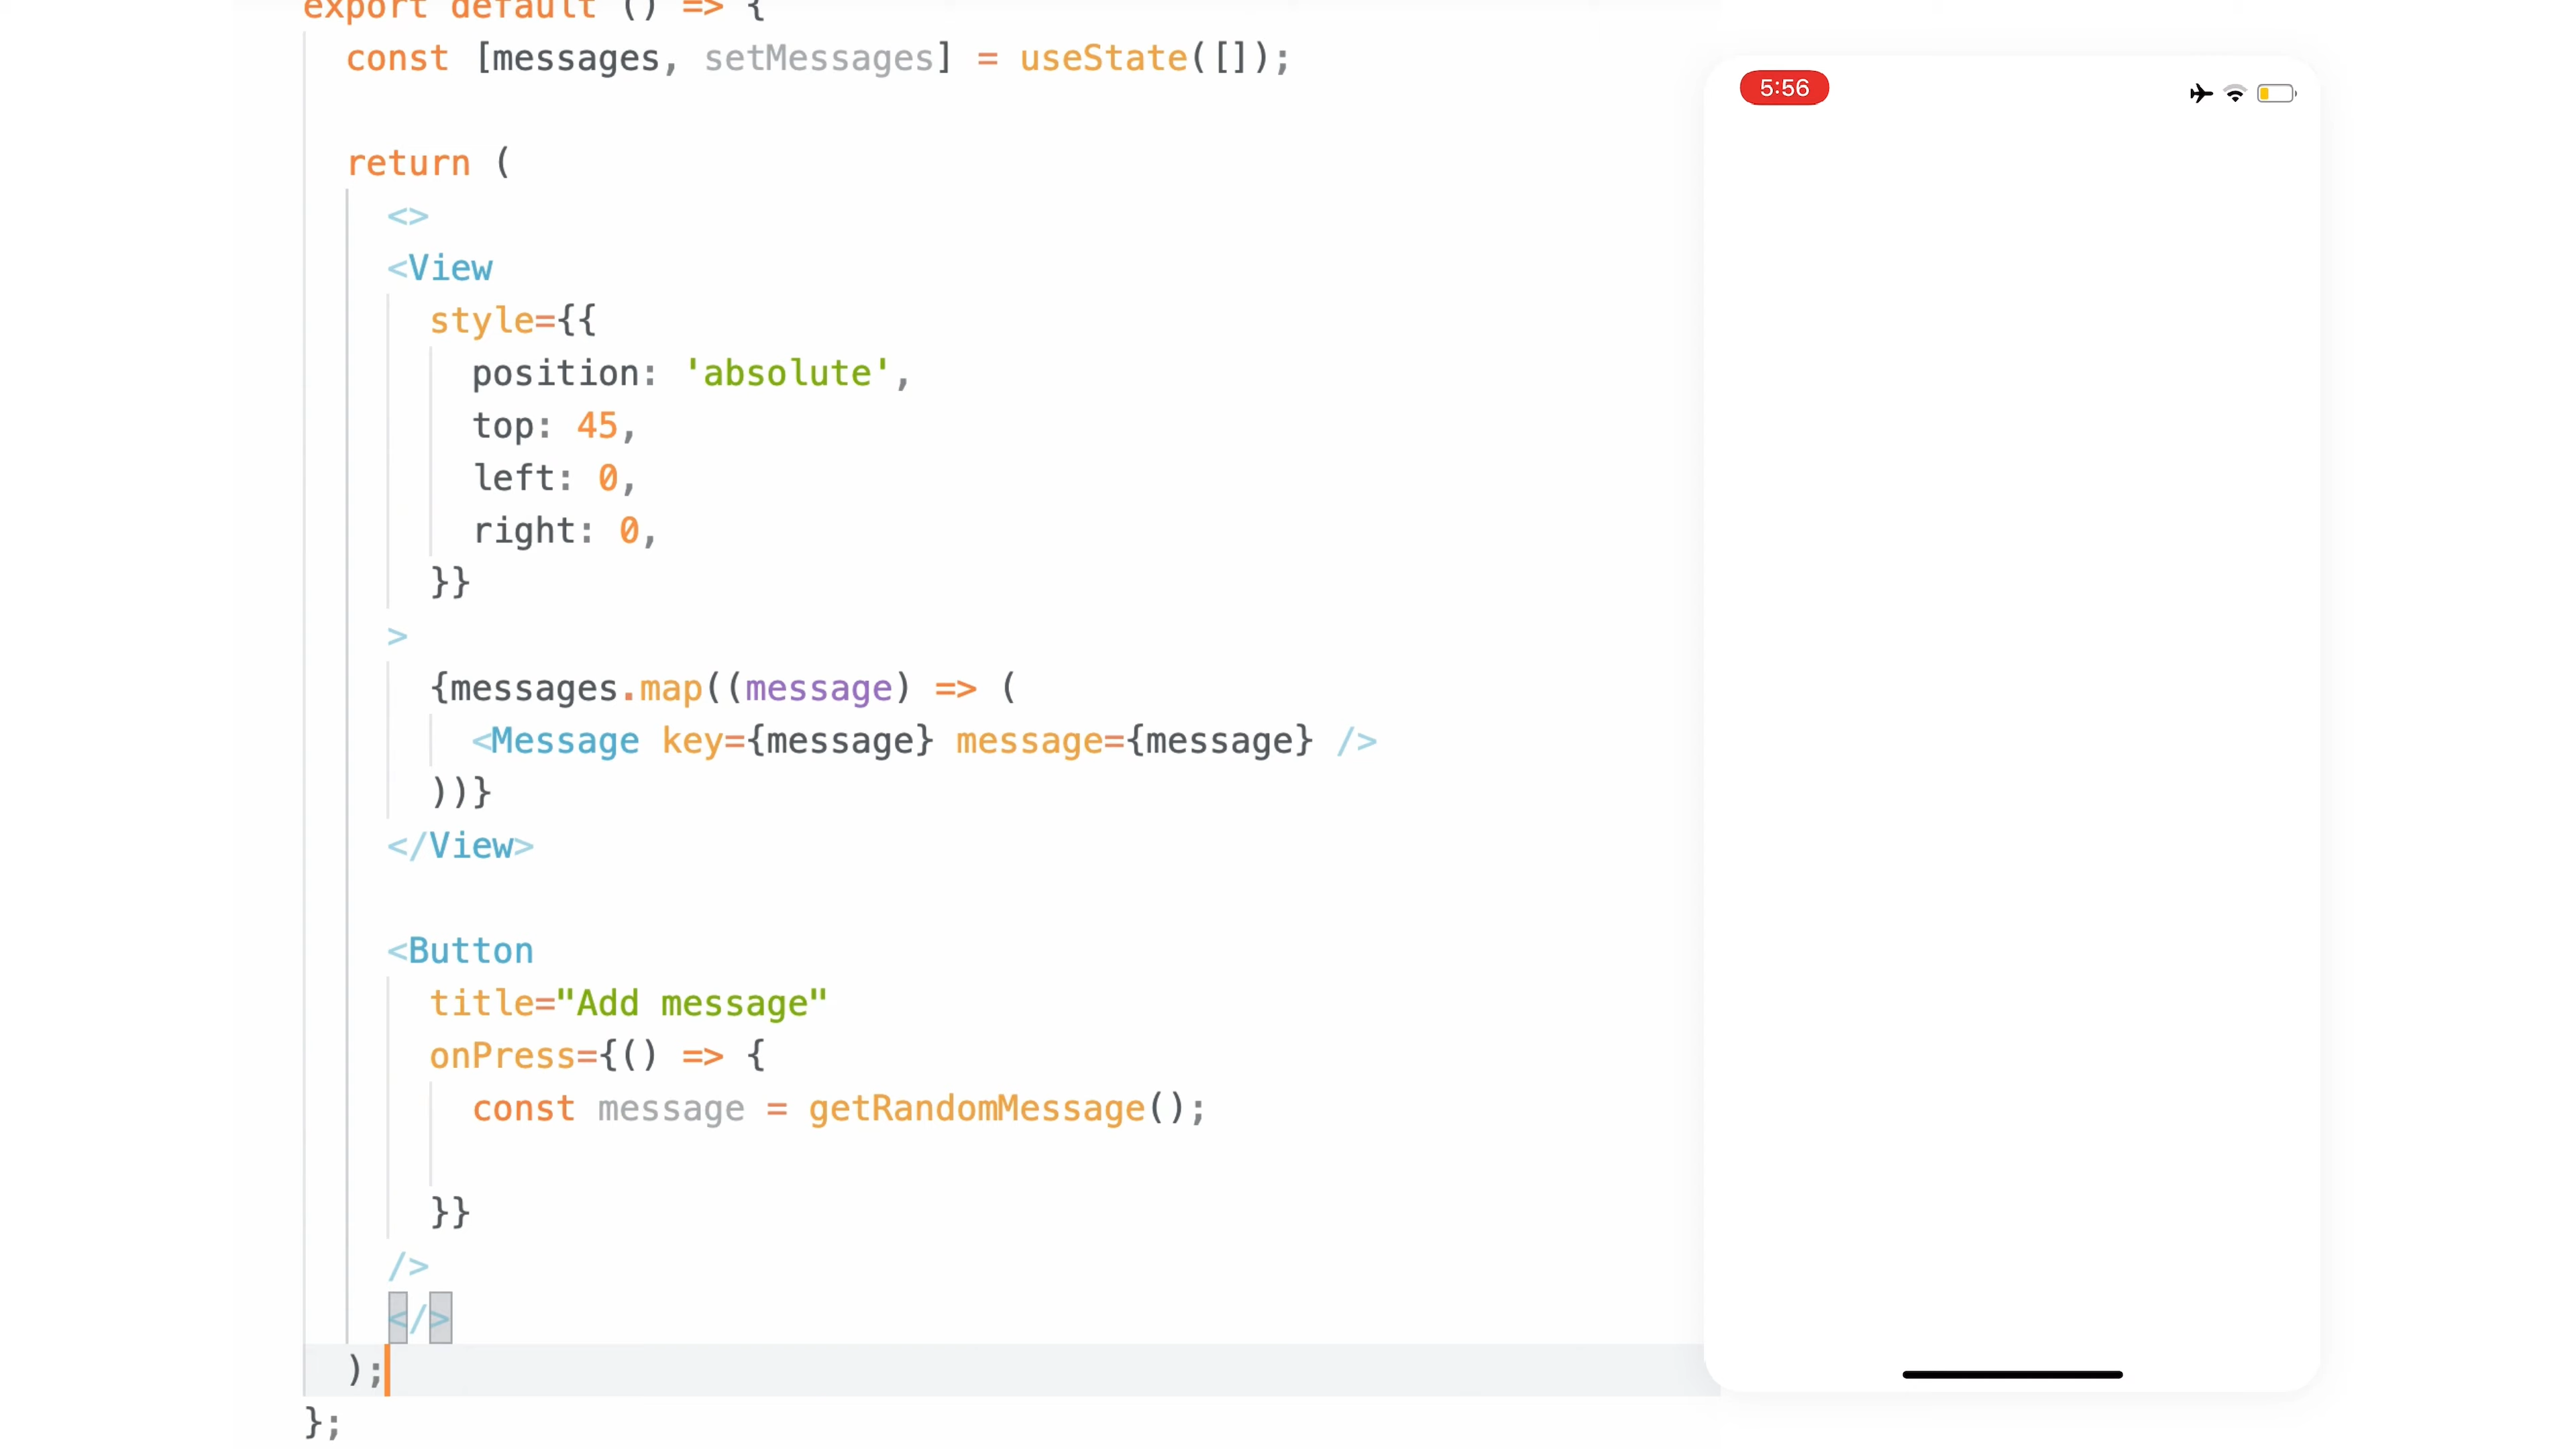 export default () => {
const [messages, setMessages] = useState([]);
return (
<>
<View
style={{
position: 'absolute',
top: 45,
left: 0,
right: 0,
}}
>
{messages.map((message) => (
<Message key={message} message={message} />
))}
</View>
<Button
title="Add message"
onPress={() => {
const message = getRandomMessage();
}}
/>
</>
);
};
5:56